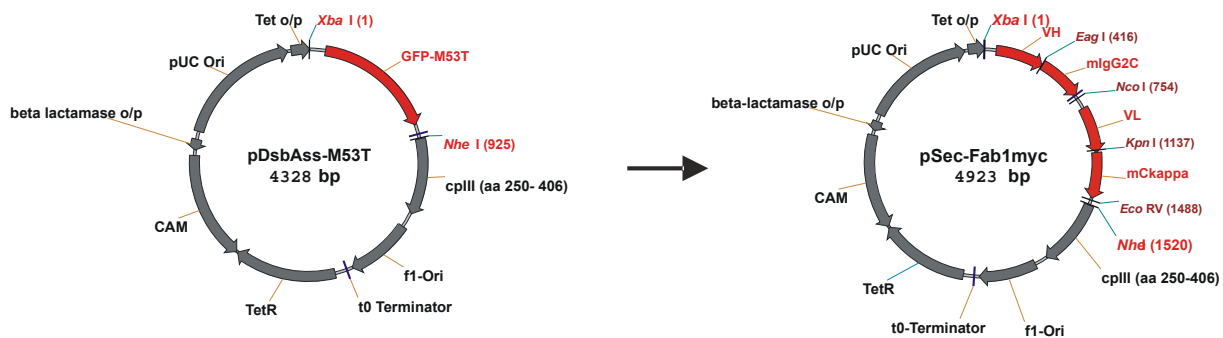 Tet o/p
Xba I (1)
GFP-M53T
pUC Ori
beta lactamase o/p
Nhe I (925)
pDsbAss-M53T
4328 bp
cpIII (aa 250- 406)
CAM
f1-Ori
TetR
t0 Terminator
Tet o/p
Xba I (1)
VH
Eag I (416)
mIgG2C
pUC Ori
Nco I (754)
beta-lactamase o/p
VL
Kpn I (1137)
pSec-Fab1myc
4923 bp
mCkappa
CAM
Eco RV (1488)
NheI (1520)
cpIII (aa 250-406)
TetR
t0-Terminator
f1-Ori